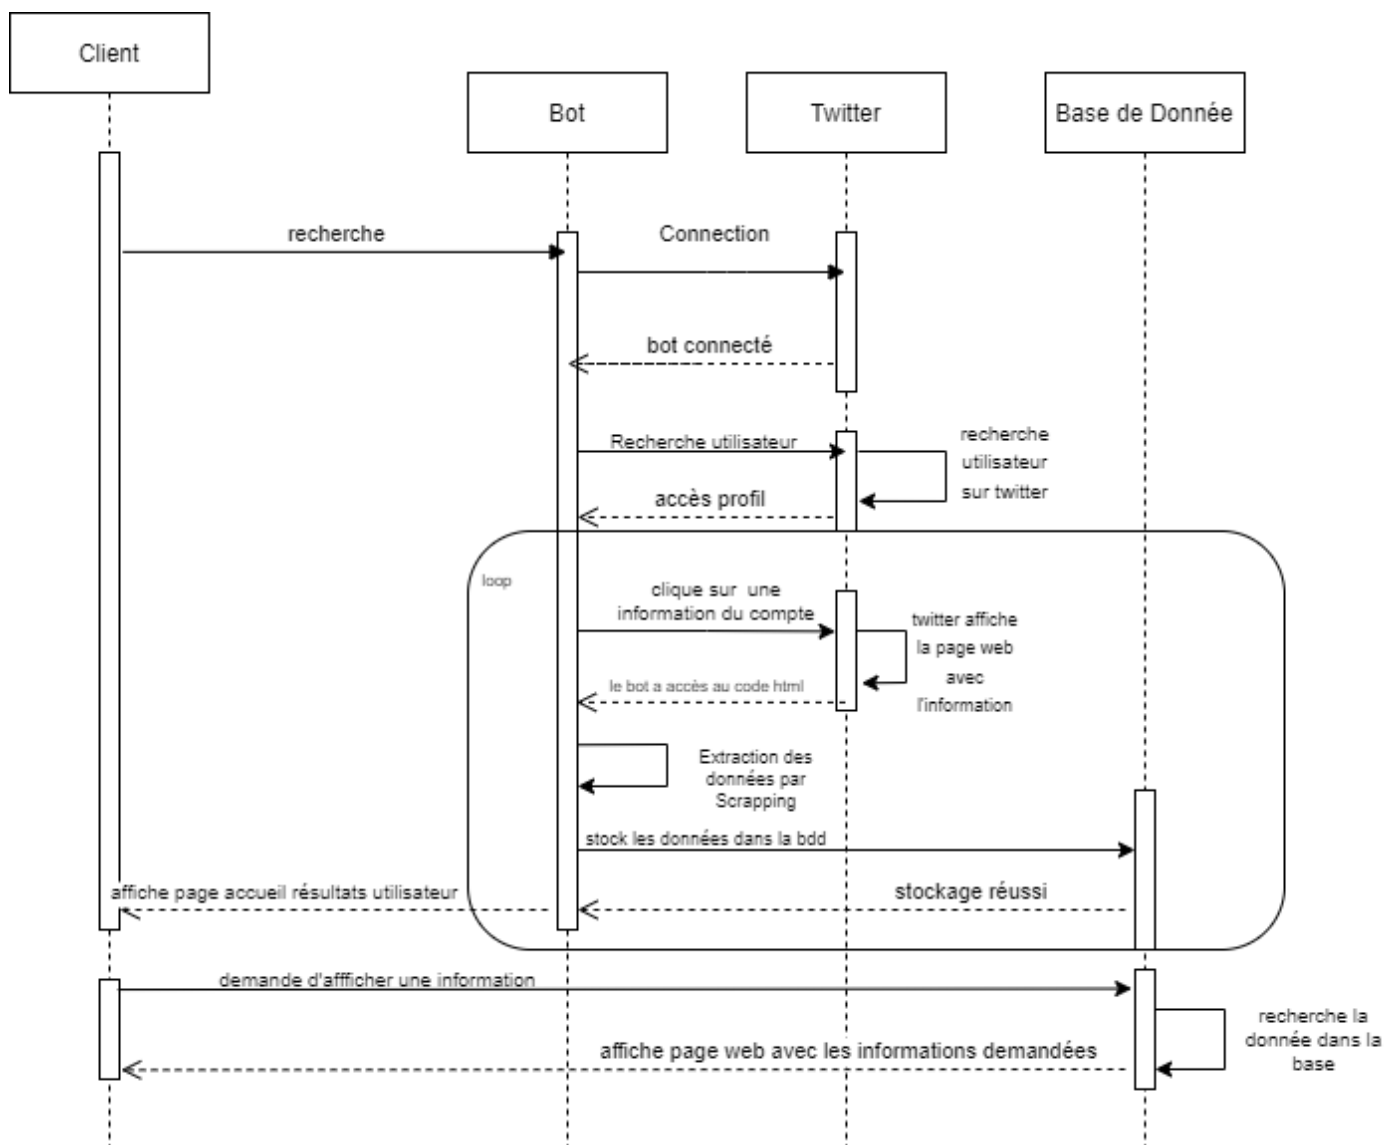 Client
Bot
Twitter
Base de Donnée
recherche
Connection
bot connecté
Recherche utilisateur
recherche
utilisateur
sur twitter
accès profil
loop
clique sur une
information du compte
twitter affiche
la page web
avec
l'information
le bot a accès au code html
Extraction des
données par
Scrapping
stock les données dans la bdd
affiche page accueil résultats utilisateur
stockage réussi
demande d'affficher une information
recherche la
donnée dans la
base
affiche page web avec les informations demandées